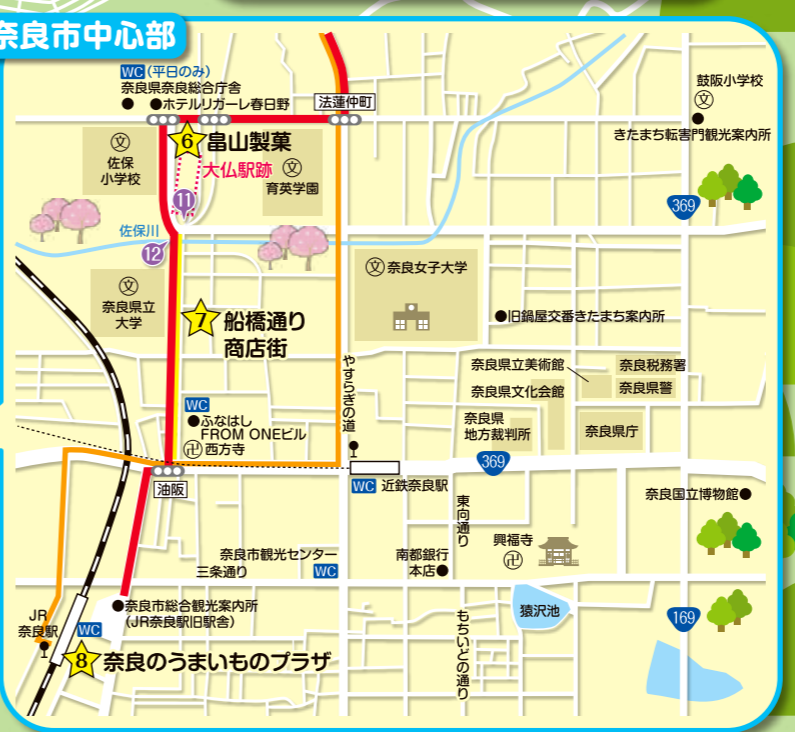 奈良市中心部
WC(平日のみ)
奈良県奈良総合庁舎
ホテルリガーレ春日野
法蓮仲町
鼓阪小学校
文
きたまち転害門観光案内所
6 畠山製菓
大仏駅跡
文
佐保
小学校
文
育英学園
11
369
佐保川
12
文
奈良県立
大学
文 奈良女子大学
7 船橋通り
商店街
旧鍋屋交番きたまち案内所
やすらぎの道
奈良県立美術館
奈良税務署
奈良県文化会館
奈良県警
WC
ふなはし
FROM ONEビル
卍西方寺
奈良県
地方裁判所
奈良県庁
369
油阪
WC 近鉄奈良駅
奈良国立博物館
東向通り
奈良市観光センター
WC
三条通り
南都銀行
本店
興福寺
卍
猿沢池
奈良市総合観光案内所
(JR奈良駅旧駅舎)
JR
奈良駅
WC
もちいどの通り
169
8 奈良のうまいものプラザ